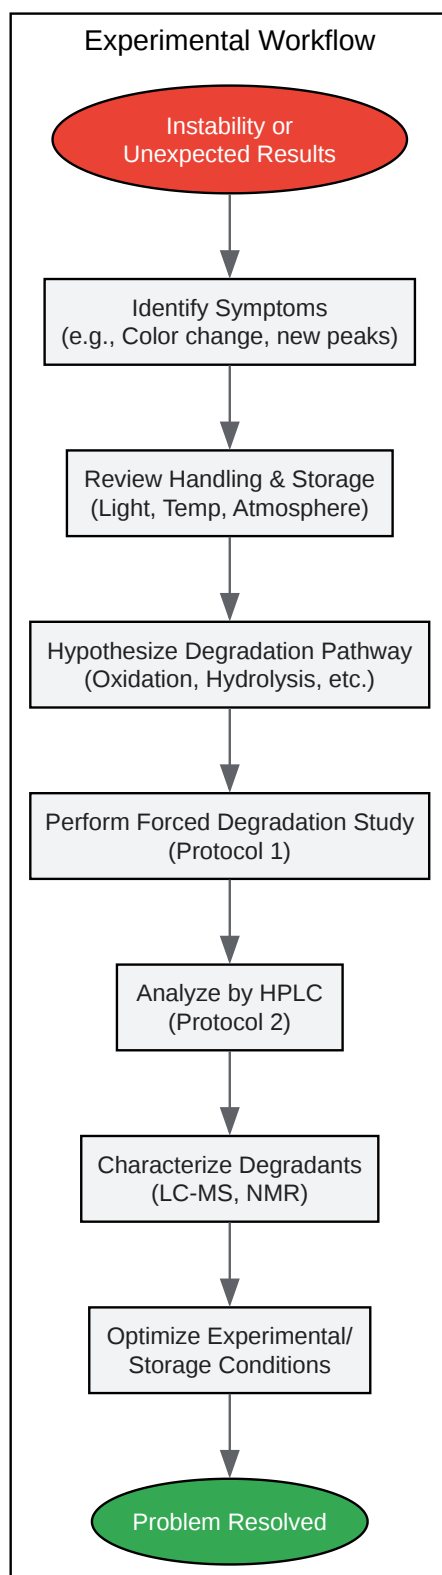 Experimental Workflow
Instability or
Unexpected Results
Identify Symptoms
(e.g., Color change, new peaks)
Review Handling & Storage
(Light, Temp, Atmosphere)
Hypothesize Degradation Pathway
(Oxidation, Hydrolysis, etc.)
Perform Forced Degradation Study
(Protocol 1)
Analyze by HPLC
(Protocol 2)
Characterize Degradants
(LC-MS, NMR)
Optimize Experimental/
Storage Conditions
Problem Resolved